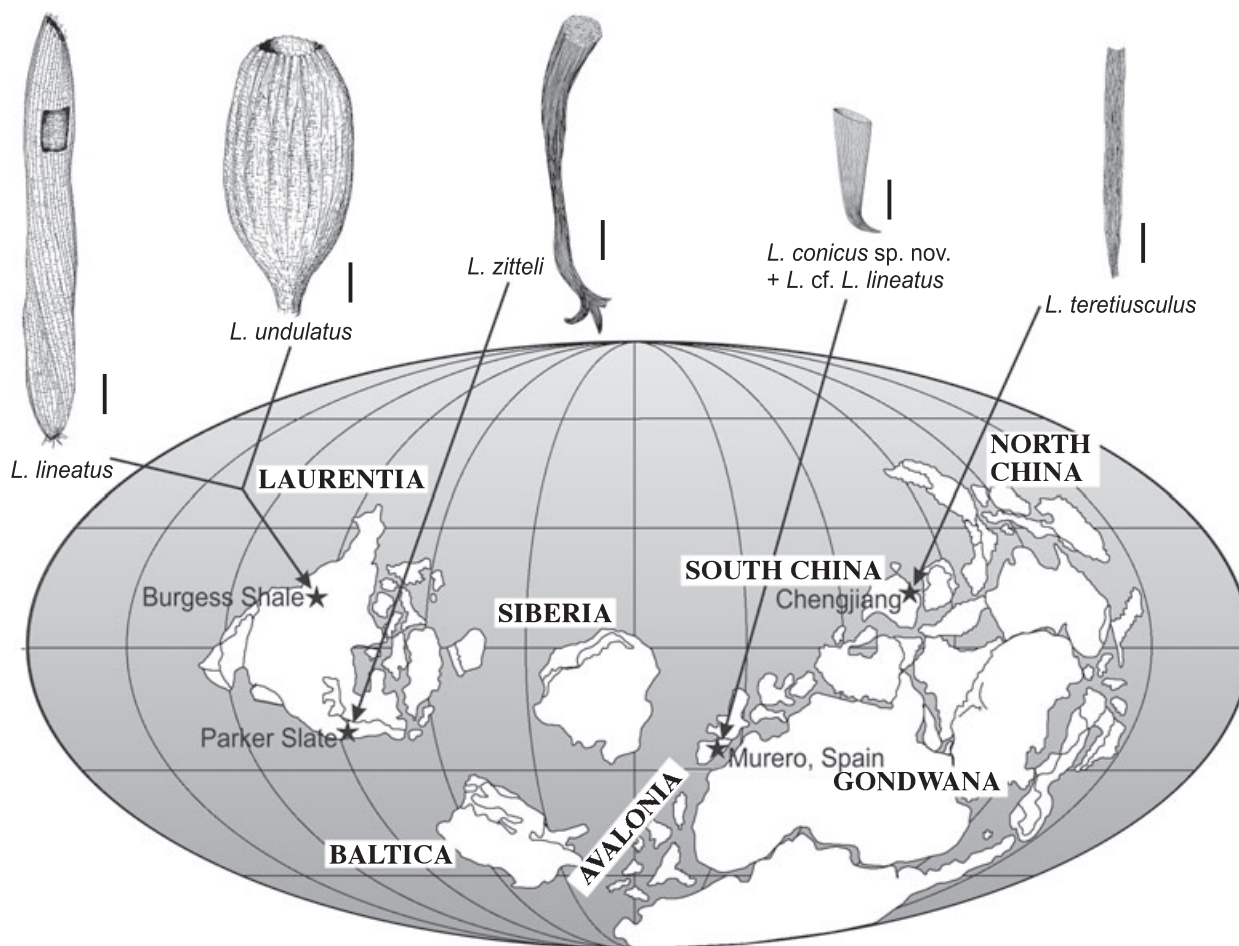 L. zitteli
L. conicus sp. nov.
+ L. cf. L. lineatus
L. teretiusculus
L. undulatus
L. lineatus
LAURENTIA
NORTH
CHINA
SOUTH CHINA
Burgess Shale
SIBERIA
Chengjiang
Parker Slate
Murero, Spain
GONDWANA
AVALONIA
BALTICA